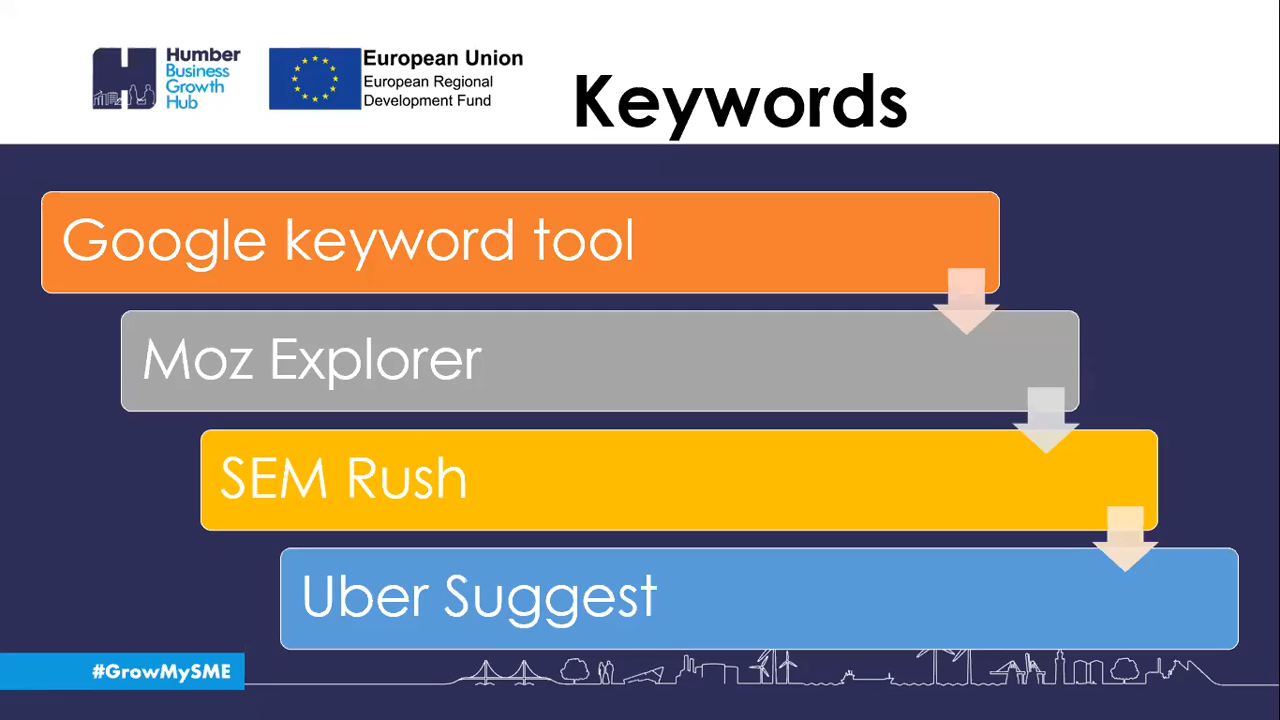 Humber
Business
Growth
Hub
European Union
European Regional
Development Fund
Keywords
Google keyword tool
Moz Explorer
SEM Rush
Uber Suggest
#GrowMySME